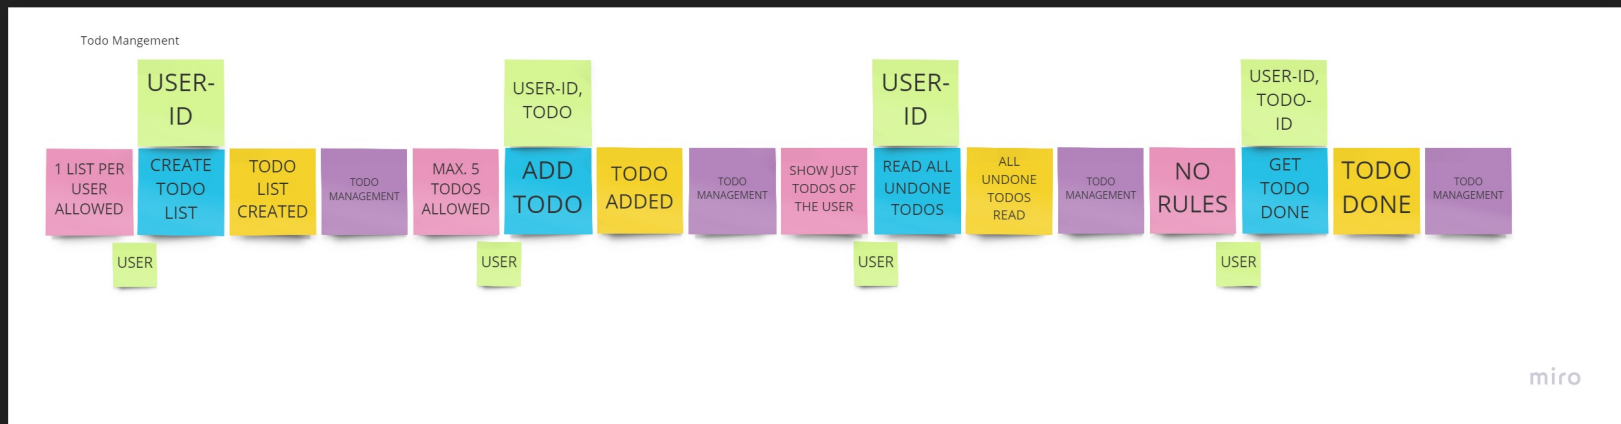 Todo Mangement
USER-
ID
USER-ID,
TODO
USER-
ID
USER-ID,
TODO-
ID
1 LIST PER
USER
ALLOWED
CREATE
TODO
LIST
TODO
LIST
CREATED
TODO
MANAGEMENT
MAX. 5
TODOS
ALLOWED
ADD
TODO
TODO
ADDED
TODO
MANAGEMENT
SHOW JUST
TODOS OF
THE USER
READ ALL
UNDONE
TODOS
ALL
UNDONE
TODOS
READ
TODO
MANAGEMENT
NO
RULES
GET
TODO
DONE
TODO
DONE
TODO
MANAGEMENT
USER
USER
USER
USER
miro